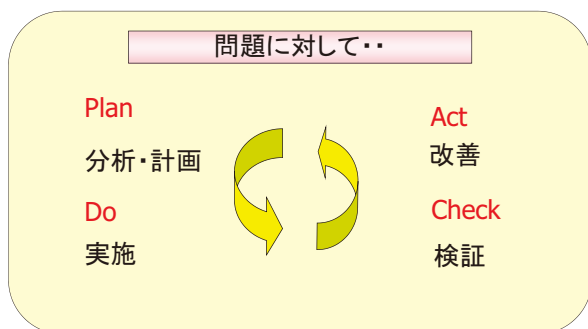 問題に対して・・
Plan
分析・計画
Do
実施
Act
改善
Check
検証